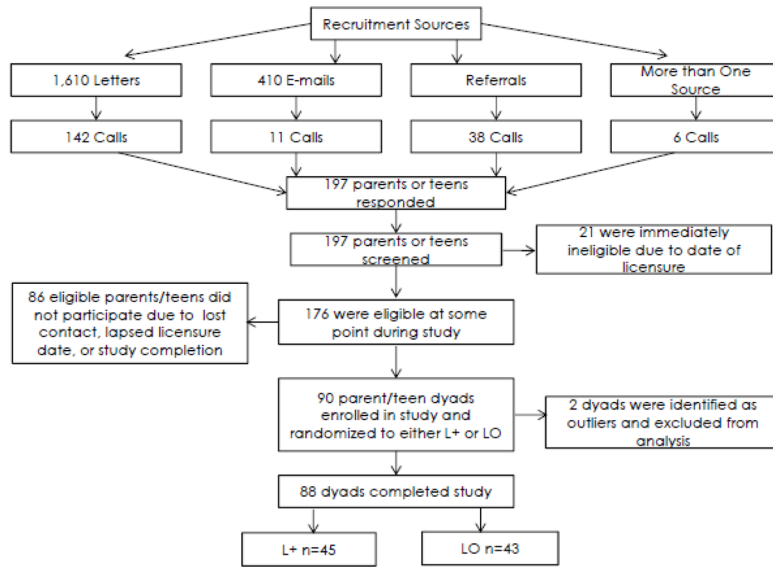 Recruitment Sources
1,610 Letters
410 E-mails
Referrals
More than One
Source
142 Calls
11 Calls
38 Calls
6 Calls
197 parents or teens
responded
197 parents or teens
screened
21 were immediately
ineligible due to date of
licensure
86 eligible parents/teens did
not participate due to lost
contact, lapsed licensure
date, or study completion
176 were eligible at some
point during study
90 parent/teen dyads
enrolled in study and
randomized to either L+ or LO
2 dyads were identified as
outliers and excluded from
analysis
88 dyads completed study
L+ n=45
LO n=43